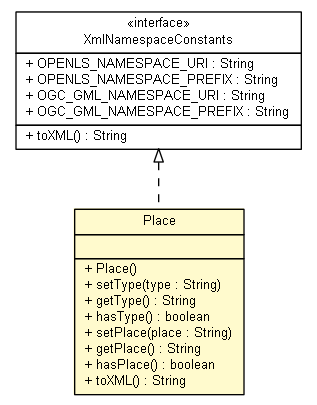 «interface»
XmlNamespaceConstants
+ OPENLS_NAMESPACE_URI : String
+ OPENLS_NAMESPACE_PREFIX : String
+ OGC_GML_NAMESPACE_URI : String
+ OGC_GML_NAMESPACE_PREFIX : String
+ toXML() : String
Place
+ Place()
+ setType(type : String)
+ getType() : String
+ hasType() : boolean
+ setPlace(place : String)
+ getPlace() : String
+ hasPlace() : boolean
+ toXML() : String